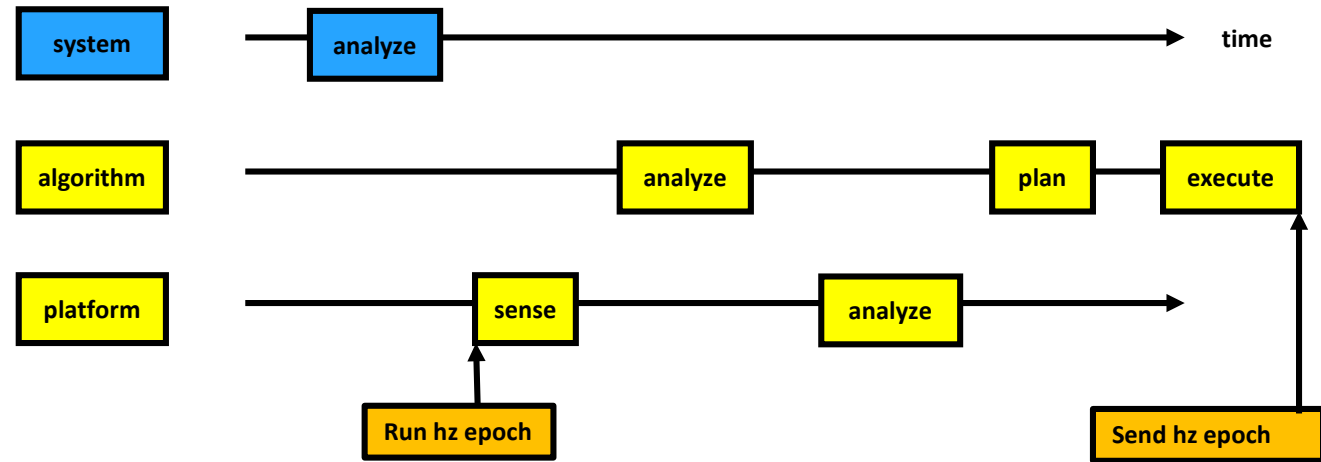 system
analyze
time
algorithm
analyze
plan
execute
platform
sense
analyze
Run hz epoch
Send hz epoch